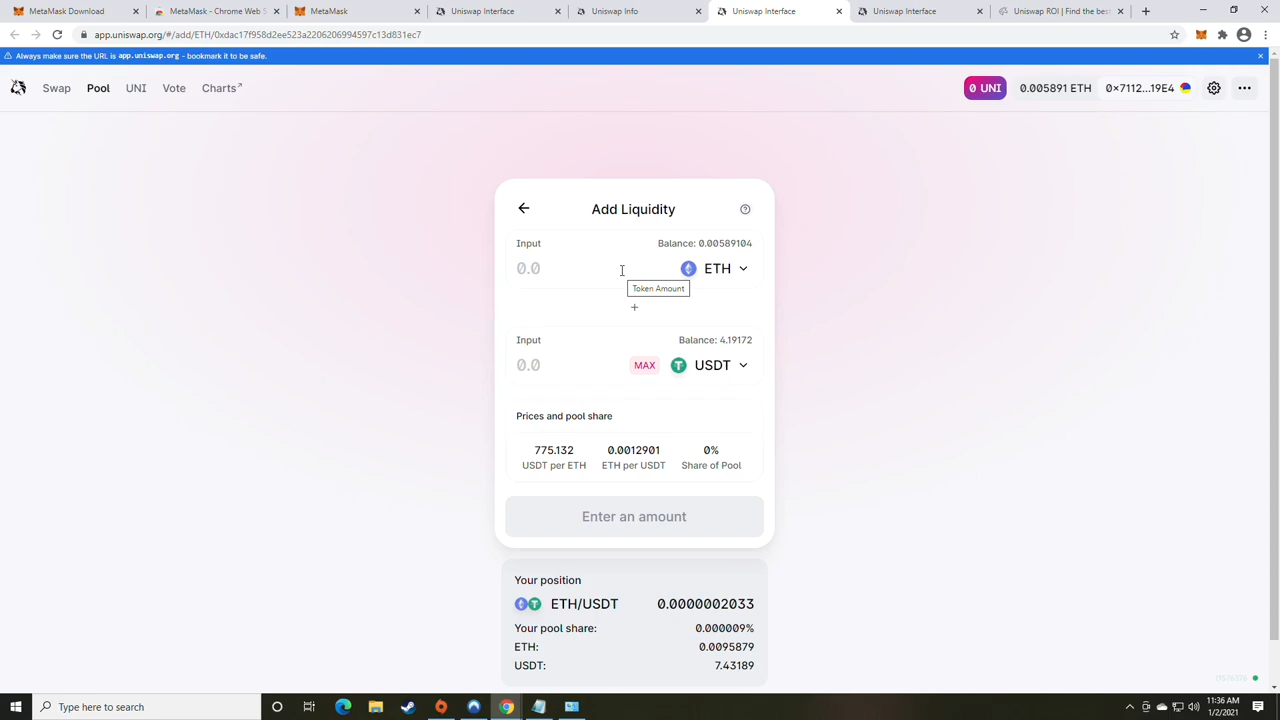 MetaMask Download
MetaMask - Chrome Web S
MetaMask
Uniswap Interface
Uniswap Info
Uniswap Interface
Uniswap Interface
Uniswap ROI | Find the bes
app.uniswap.org/#/add/ETH/0xdac17f958d2ee523a2206206994597c13d831ec7
Always make sure the URL is app.uniswap.org - bookmark it to be safe.
Swap
Pool
UNI
Vote
Charts↗
0 UNI
0.005891 ETH
0×7112...19E4
Add Liquidity
Input
Balance: 0.00589104
0.0
ETH
Token Amount
+
Input
Balance: 4.19172
0.0
MAX
USDT
Prices and pool share
775.132
0.0012901
0%
USDT per ETH
ETH per USDT
Share of Pool
Enter an amount
Your position
ETH/USDT
0.0000002033
Your pool share:
0.000009%
ETH:
0.0095879
USDT:
7.43189
11576376
Type here to search
11:36 AM
1/2/2021